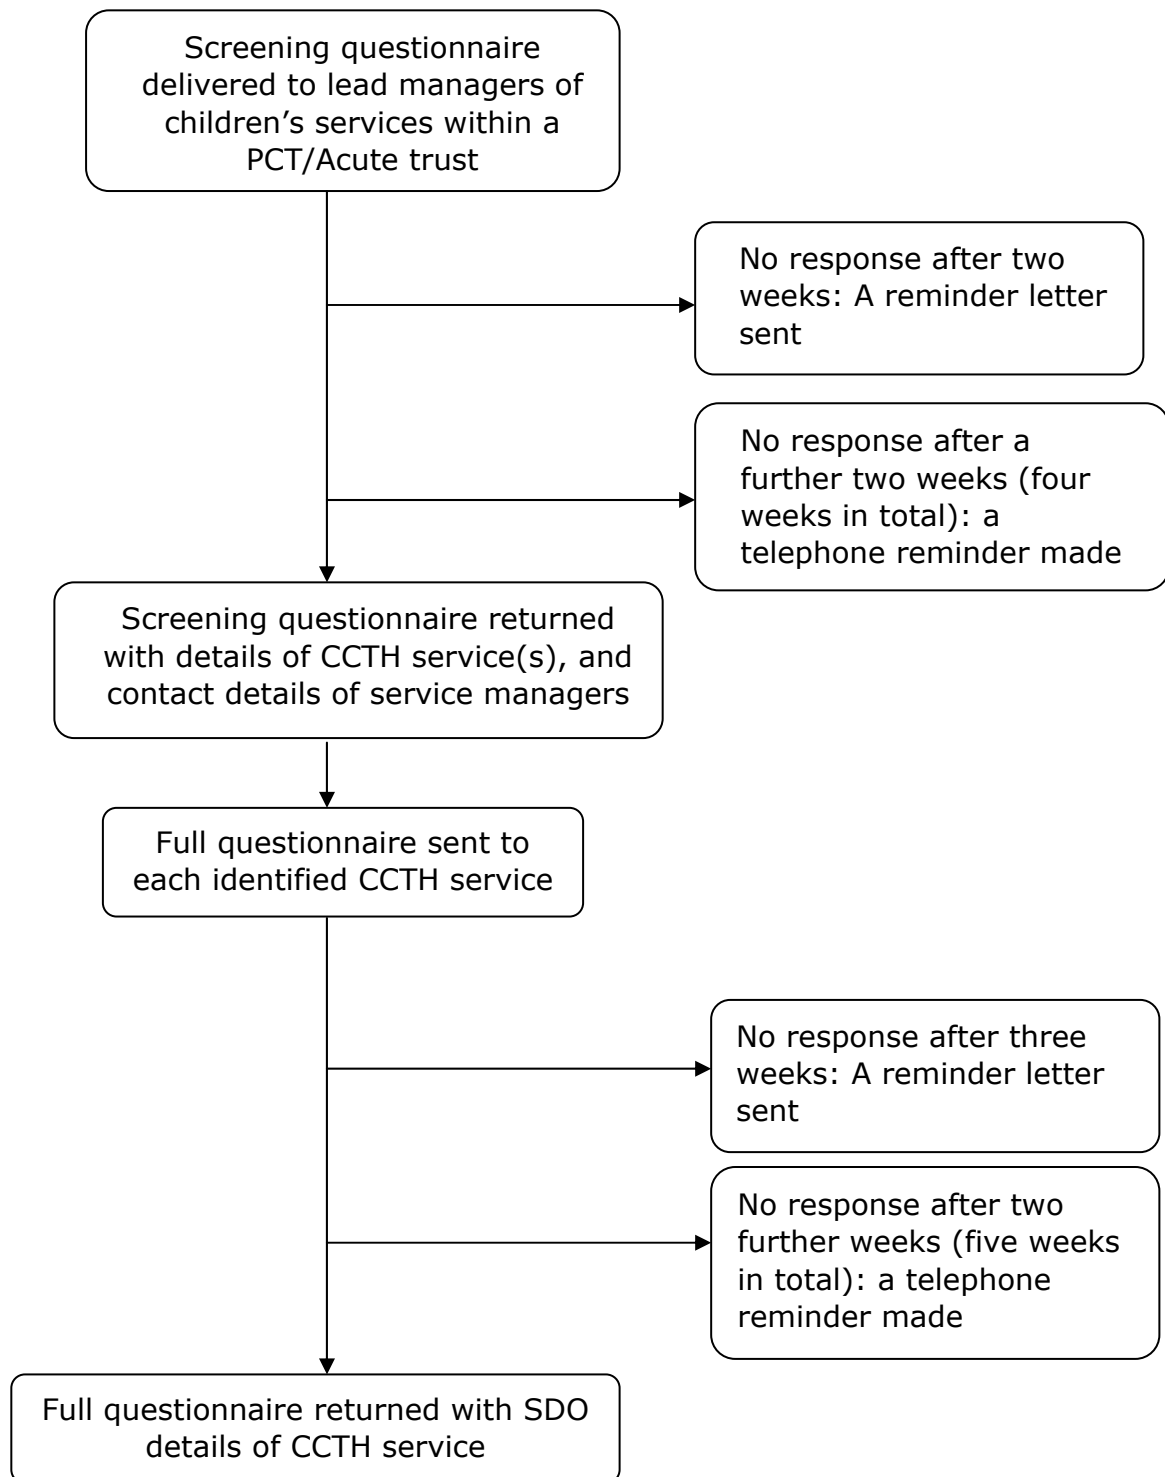 Screening questionnaire
delivered to lead managers of
children’s services within a
PCT/Acute trust
No response after two
weeks: A reminder letter
sent
No response after a
further two weeks (four
weeks in total): a
telephone reminder made
Screening questionnaire returned
with details of CCTH service(s), and
contact details of service managers
Full questionnaire sent to
each identified CCTH service
No response after three
weeks: A reminder letter
sent
No response after two
further weeks (five weeks
in total): a telephone
reminder made
Full questionnaire returned with SDO
details of CCTH service